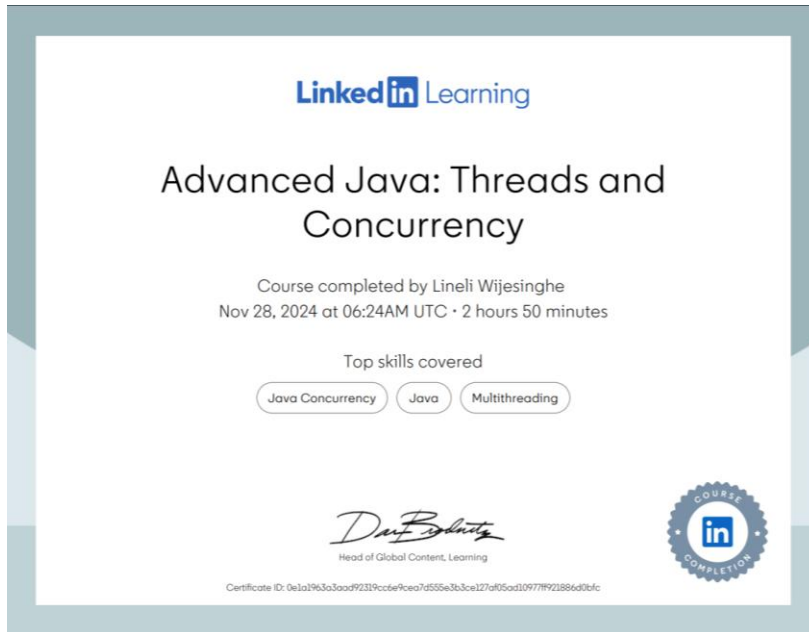 Linked in Learning
Advanced Java: Threads and
Concurrency
Course completed by Lineli Wijesinghe
Nov 28, 2024 at 06:24AM UTC • 2 hours 50 minutes
Top skills covered
Java Concurrency Java Multithreading
Head of Global Content, Learning
COURSE
in
COMPLETION
Certificate ID: